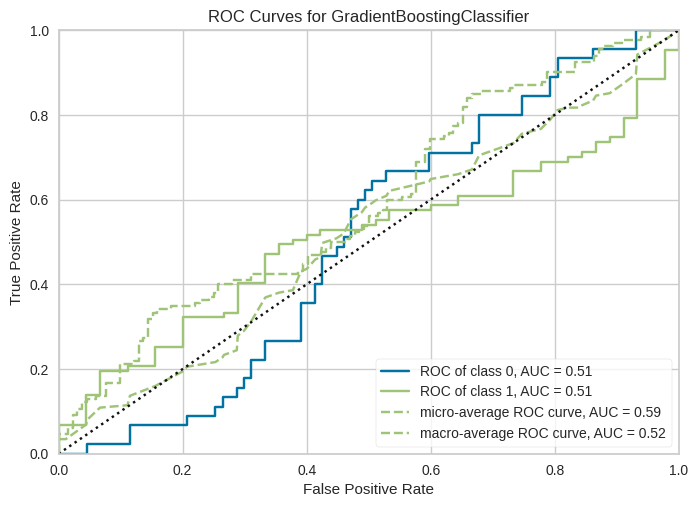 ROC Curves for GradientBoostingClassifier
1.0
0.8
0.6
0.4
0.2
0.0
True Positive Rate
ROC of class 0, AUC = 0.51
ROC of class 1, AUC = 0.51
micro-average ROC curve, AUC = 0.59
macro-average ROC curve, AUC = 0.52
0.0 0.2 0.4 0.6 0.8 1.0
False Positive Rate